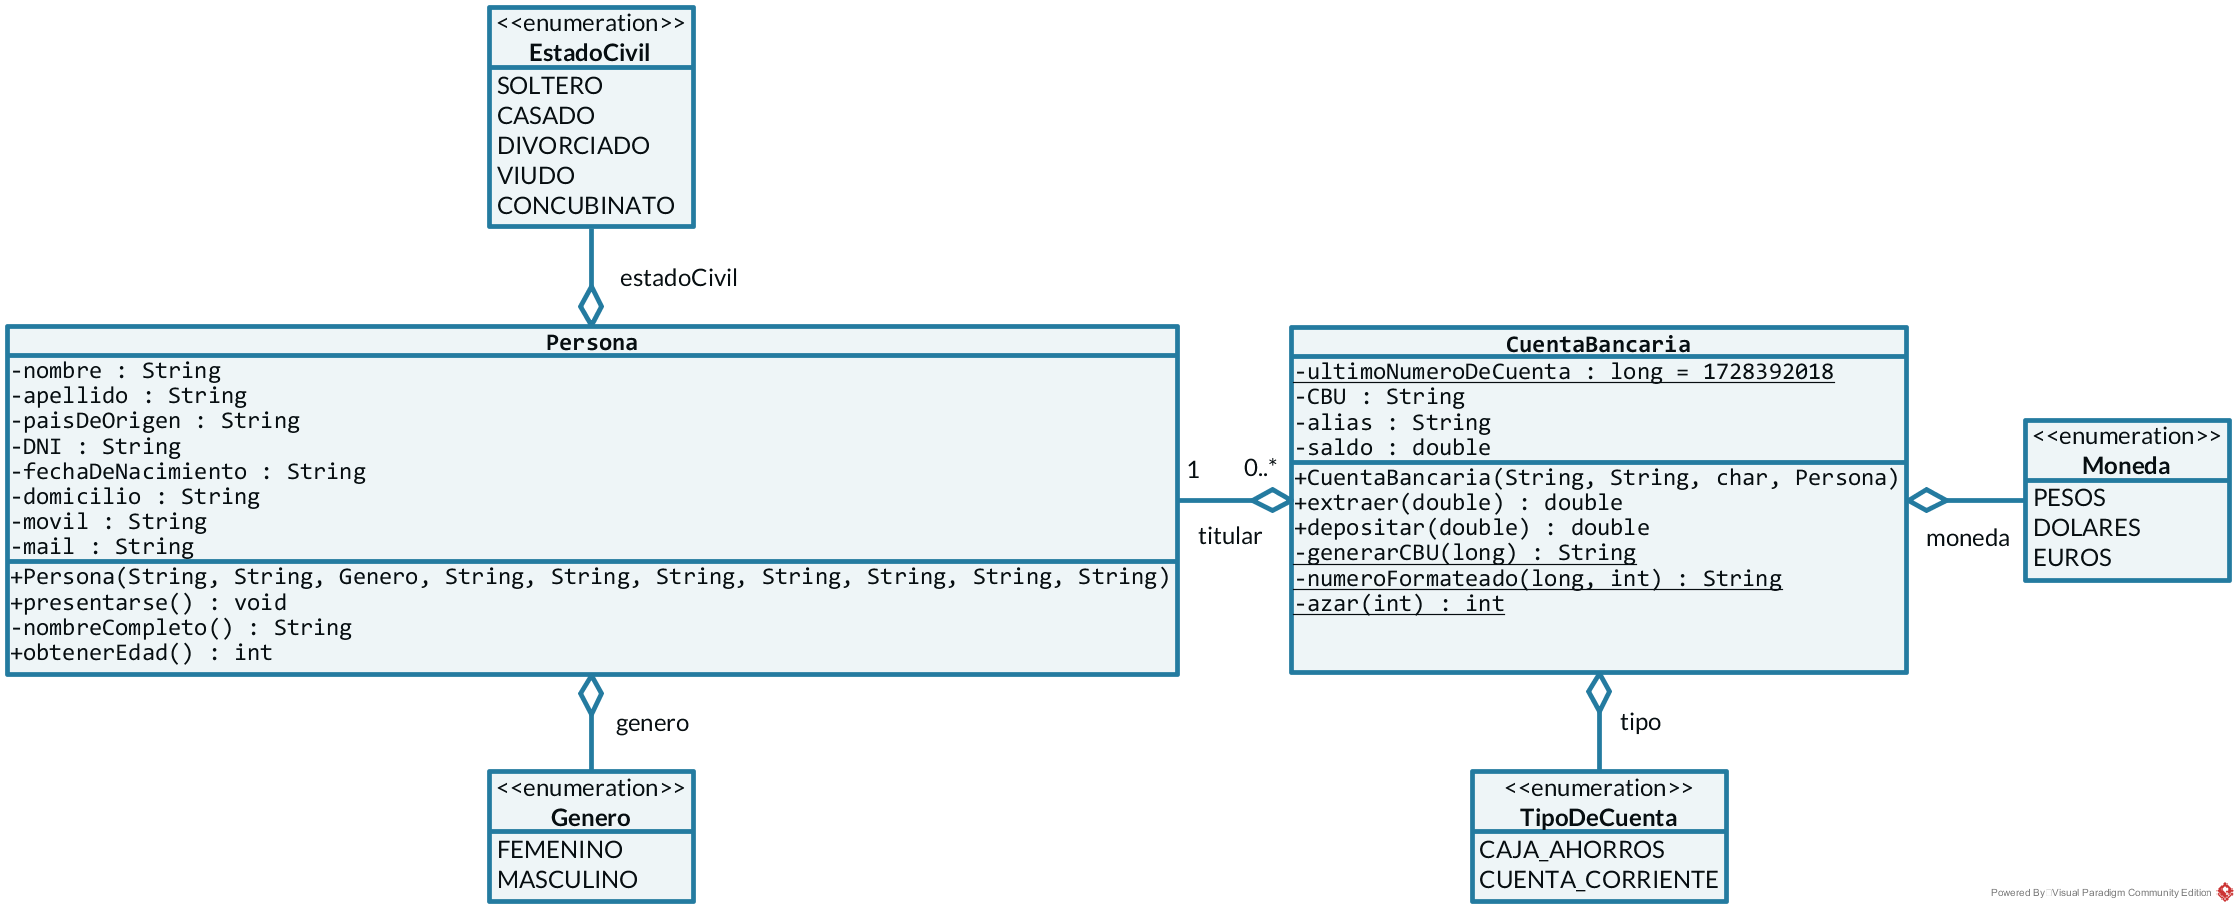 <<enumeration>>
EstadoCivil
SOLTERO
CASADO
DIVORCIADO
VIUDO
CONCUBINATO
estadoCivil
Persona
-nombre : String
-apellido : String
-paisDeOrigen : String
-DNI : String
-fechaDeNacimiento : String
-domicilio : String
-movil : String
-mail : String
+Persona(String, String, Genero, String, String, String, String, String, String, String)
+presentarse() : void
-nombreCompleto() : String
+obtenerEdad() : int
1
0..*
titular
CuentaBancaria
-ultimoNumeroDeCuenta : long = 1728392018
-CBU : String
-alias : String
-saldo : double
+CuentaBancaria(String, String, char, Persona)
+extraer(double) : double
+depositar(double) : double
-generarCBU(long) : String
-numeroFormateado(long, int) : String
-azar(int) : int
moneda
<<enumeration>>
Moneda
PESOS
DOLARES
EUROS
genero
<<enumeration>>
Genero
FEMENINO
MASCULINO
tipo
<<enumeration>>
TipoDeCuenta
CAJA_AHORROS
CUENTA_CORRIENTE
Powered By Visual Paradigm Community Edition